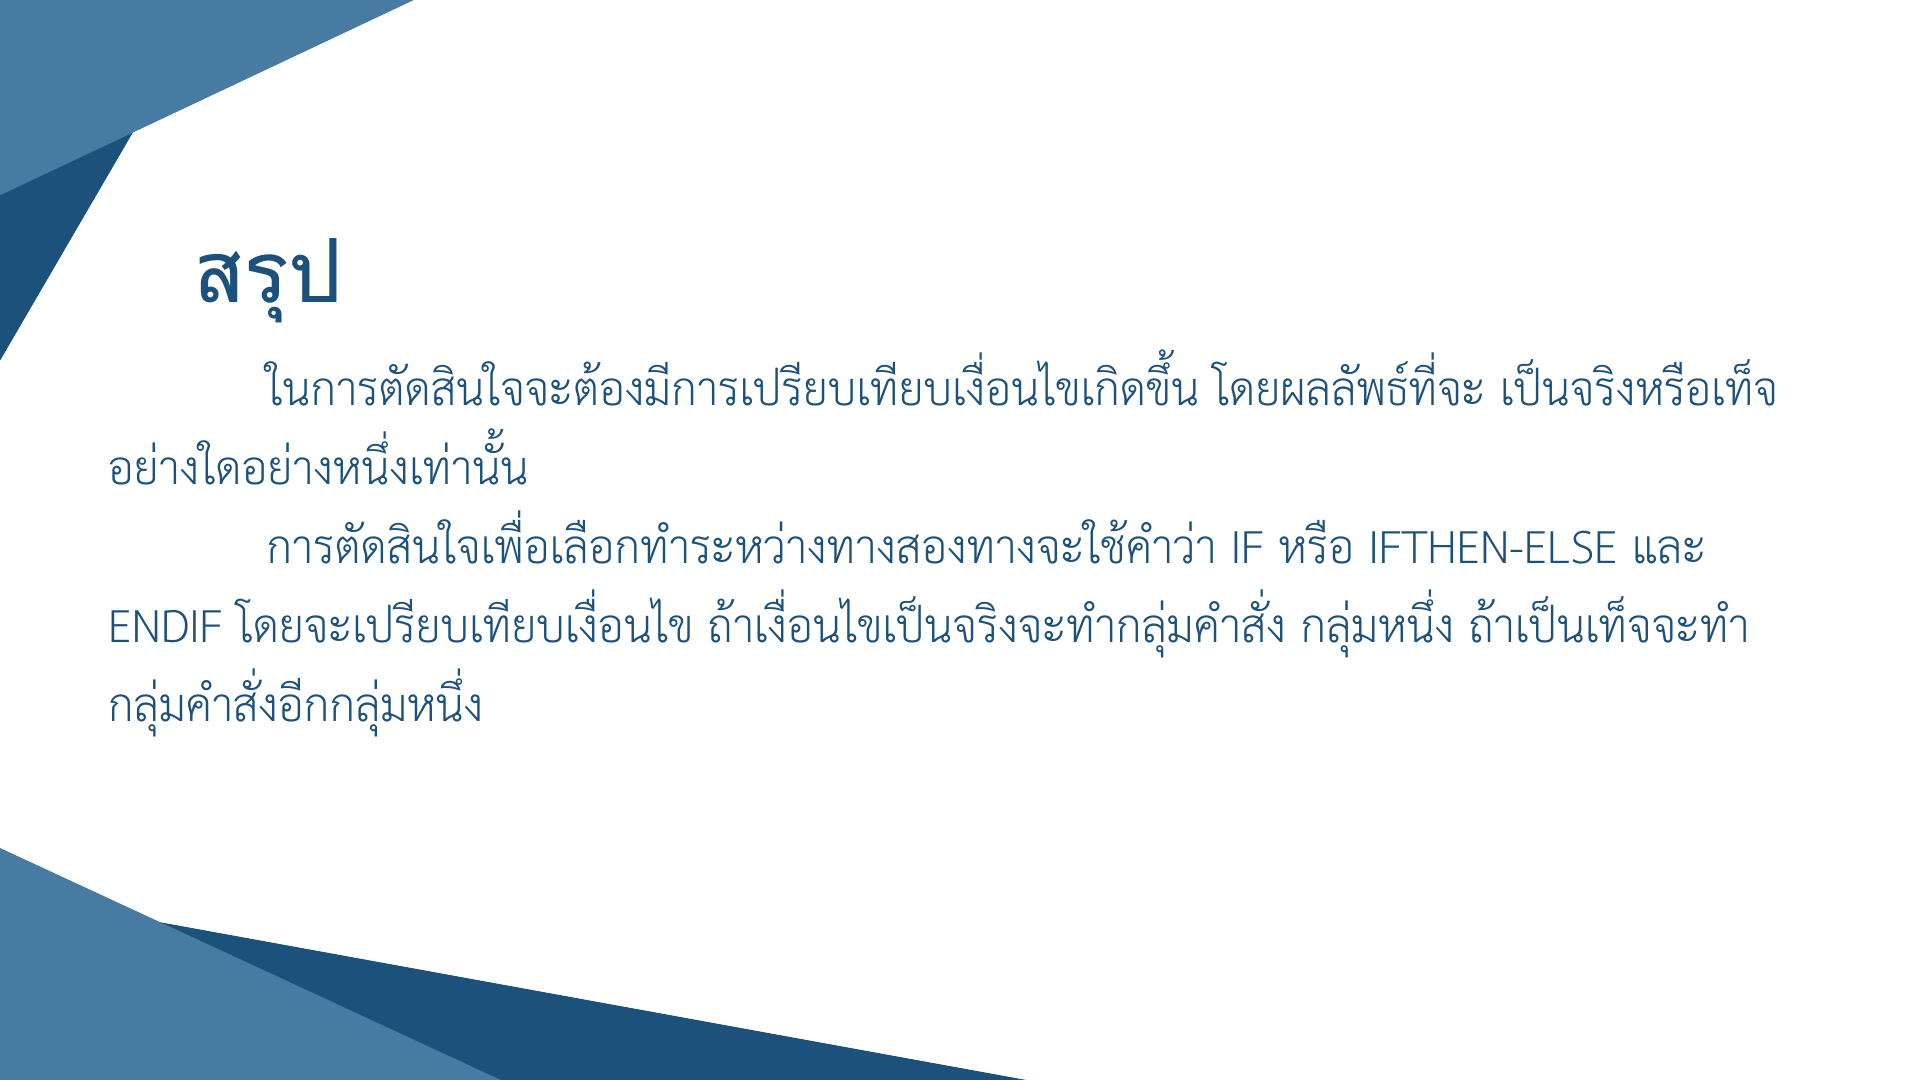 สรุป
ในการตัดสินใจจะต้องมีการเปรียบเทียบเงื่อนไขเกิดขึ้น โดยผลลัพธ์ที่จะ เป็นจริงหรือเท็จ
อย่างใดอย่างหนึ่งเท่านั้น
การตัดสินใจเพื่อเลือกทำระหว่างทางสองทางจะใช้คำว่า IF หรือ IFTHEN-ELSE และ
ENDIF โดยจะเปรียบเทียบเงื่อนไข ถ้าเงื่อนไขเป็นจริงจะทำกลุ่มคำสั่ง กลุ่มหนึ่ง ถ้าเป็นเท็จจะทำ
กลุ่มคำสั่งอีกกลุ่มหนึ่ง